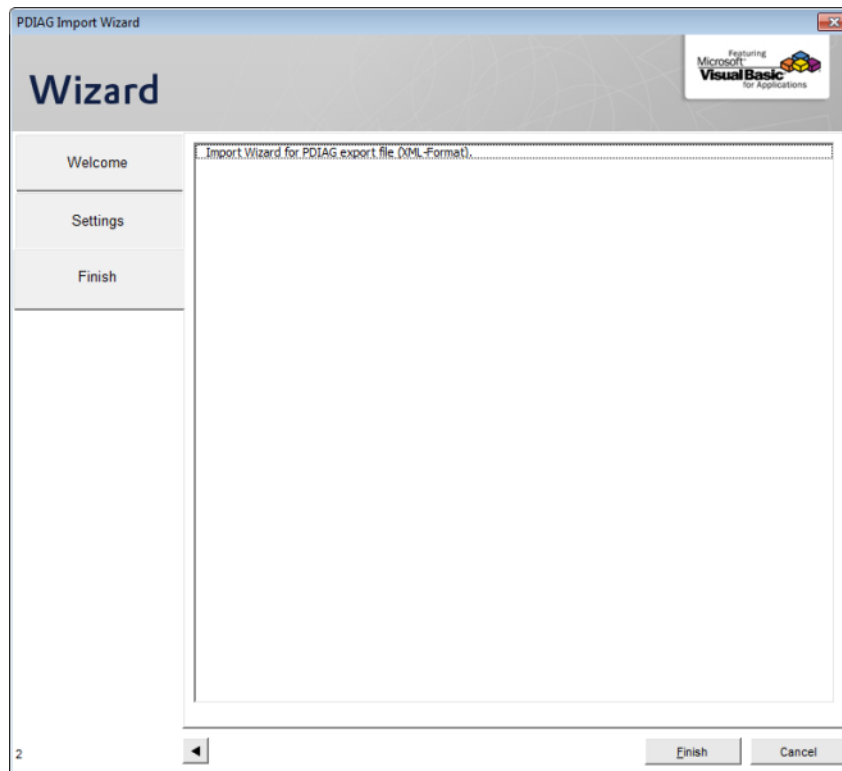 PDIAG Import Wizard
Wizard
Featuring
Microsoft®
Visual Basic
for Applications
Welcome
Settings
Finish
Import Wizard for PDIAG export file (XML-Format).
2
Finish
Cancel